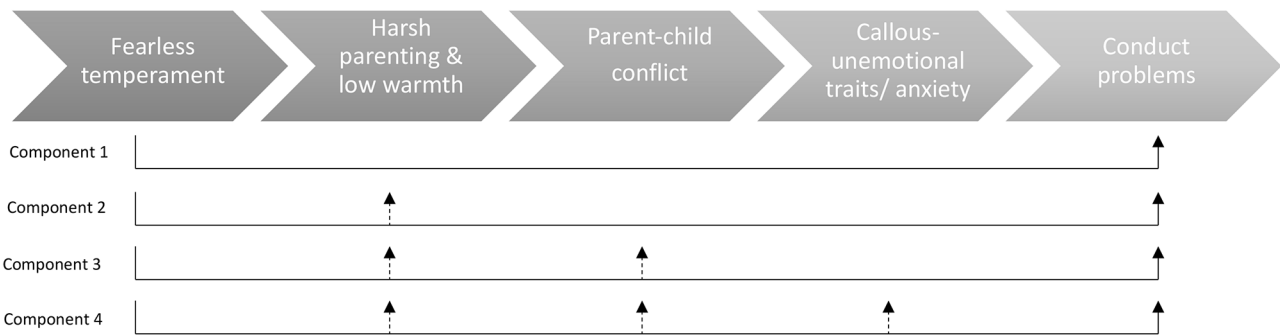 Fearless
temperament
Harsh
parenting &
low warmth
Parent-child
conflict
Callous-
unemotional
traits/ anxiety
Conduct
problems
Component 1
Component 2
Component 3
Component 4